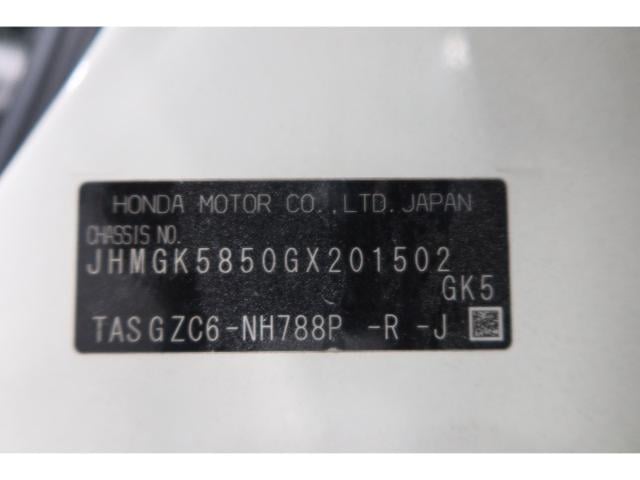 HONDA MOTOR CO.,LTD.JAPAN
CHASSIS NO.
JHMGK5850GX201502
GK5
TASGZC6-NH788P -R -J